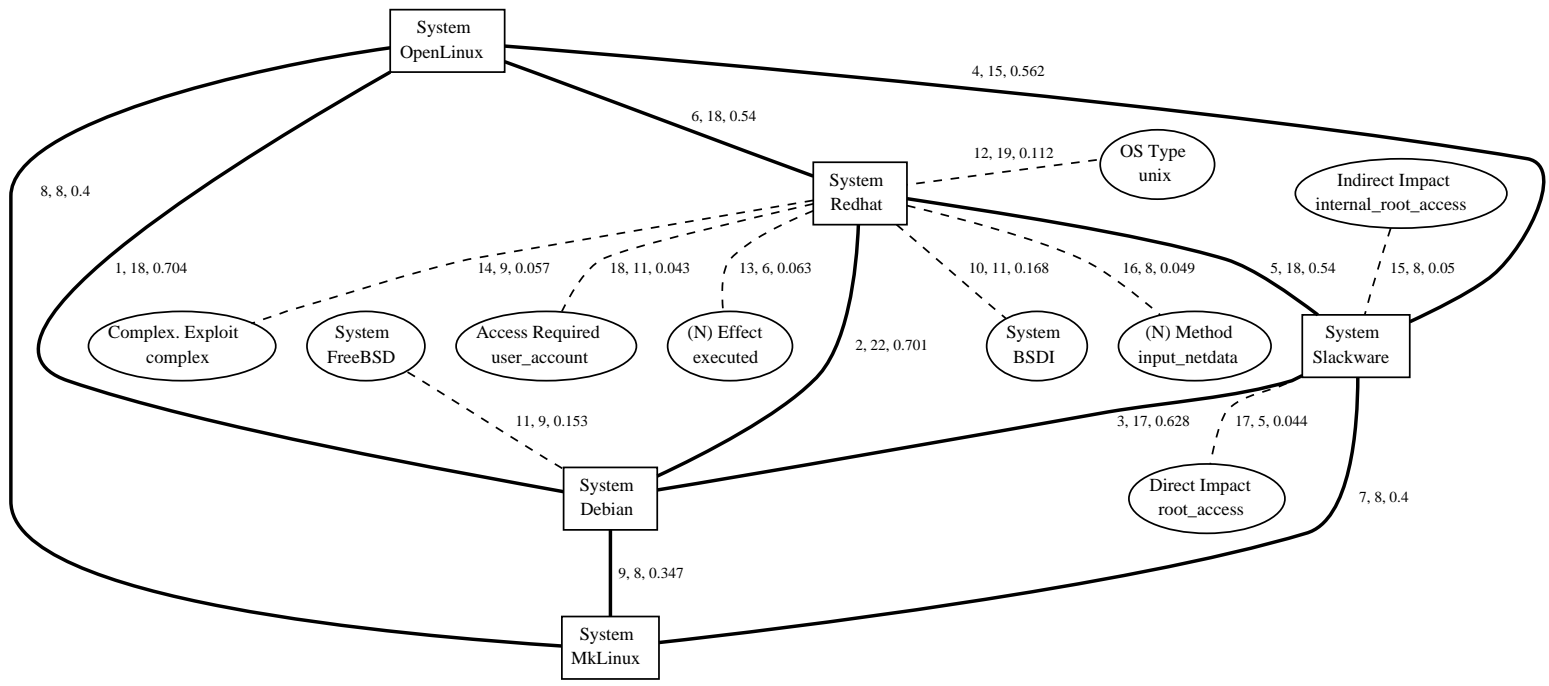 System
OpenLinux
4, 15, 0.562
6, 18, 0.54
12, 19, 0.112
OS Type
unix
System
Redhat
Indirect Impact
internal_root_access
8, 8, 0.4
1, 18, 0.704
14, 9, 0.057
18, 11, 0.043
13, 6, 0.063
10, 11, 0.168
16, 8, 0.049
5, 18, 0.54
15, 8, 0.05
Complex. Exploit
complex
System
FreeBSD
Access Required
user_account
(N) Effect
executed
2, 22, 0.701
System
BSDI
(N) Method
input_netdata
System
Slackware
11, 9, 0.153
3, 17, 0.628
17, 5, 0.044
System
Debian
Direct Impact
root_access
7, 8, 0.4
9, 8, 0.347
System
MkLinux